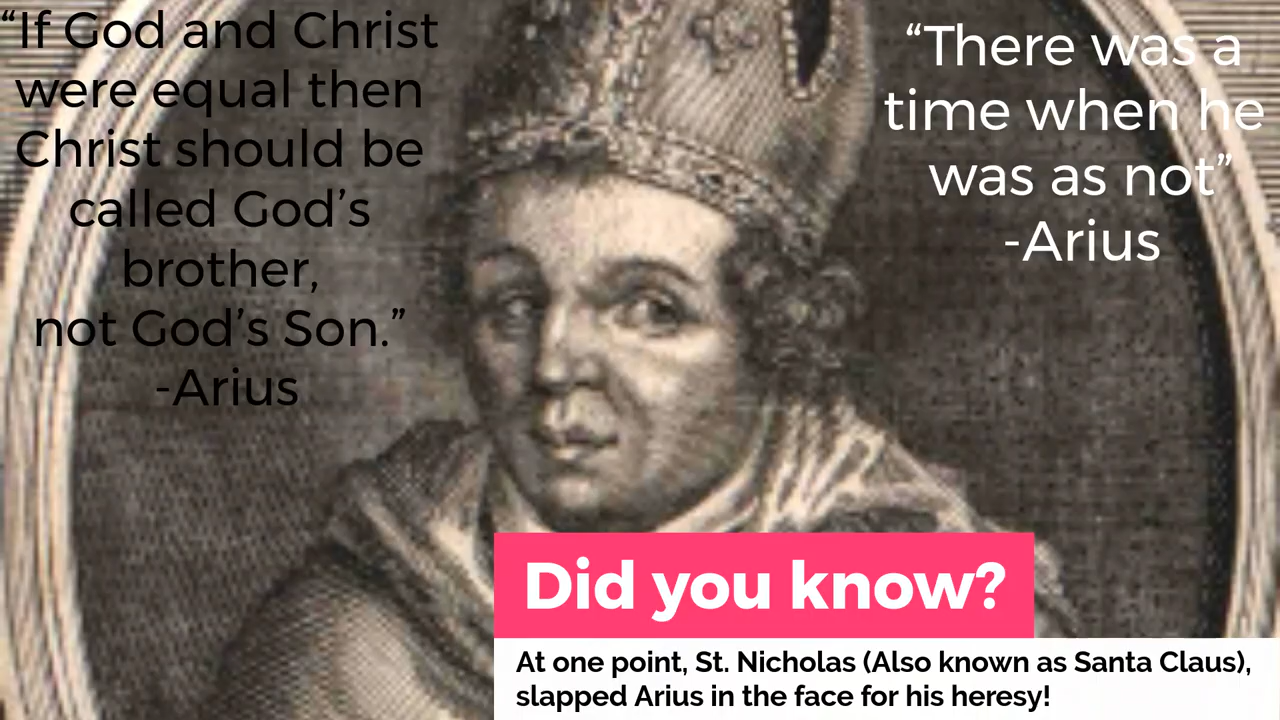 “If God and Christ
were equal then
Christ should be
called God’s
brother,
not God’s Son.”
-Arius
“There was a
time when he
was as not”
-Arius
Did you know?
At one point, St. Nicholas (Also known as Santa Claus),
slapped Arius in the face for his heresy!